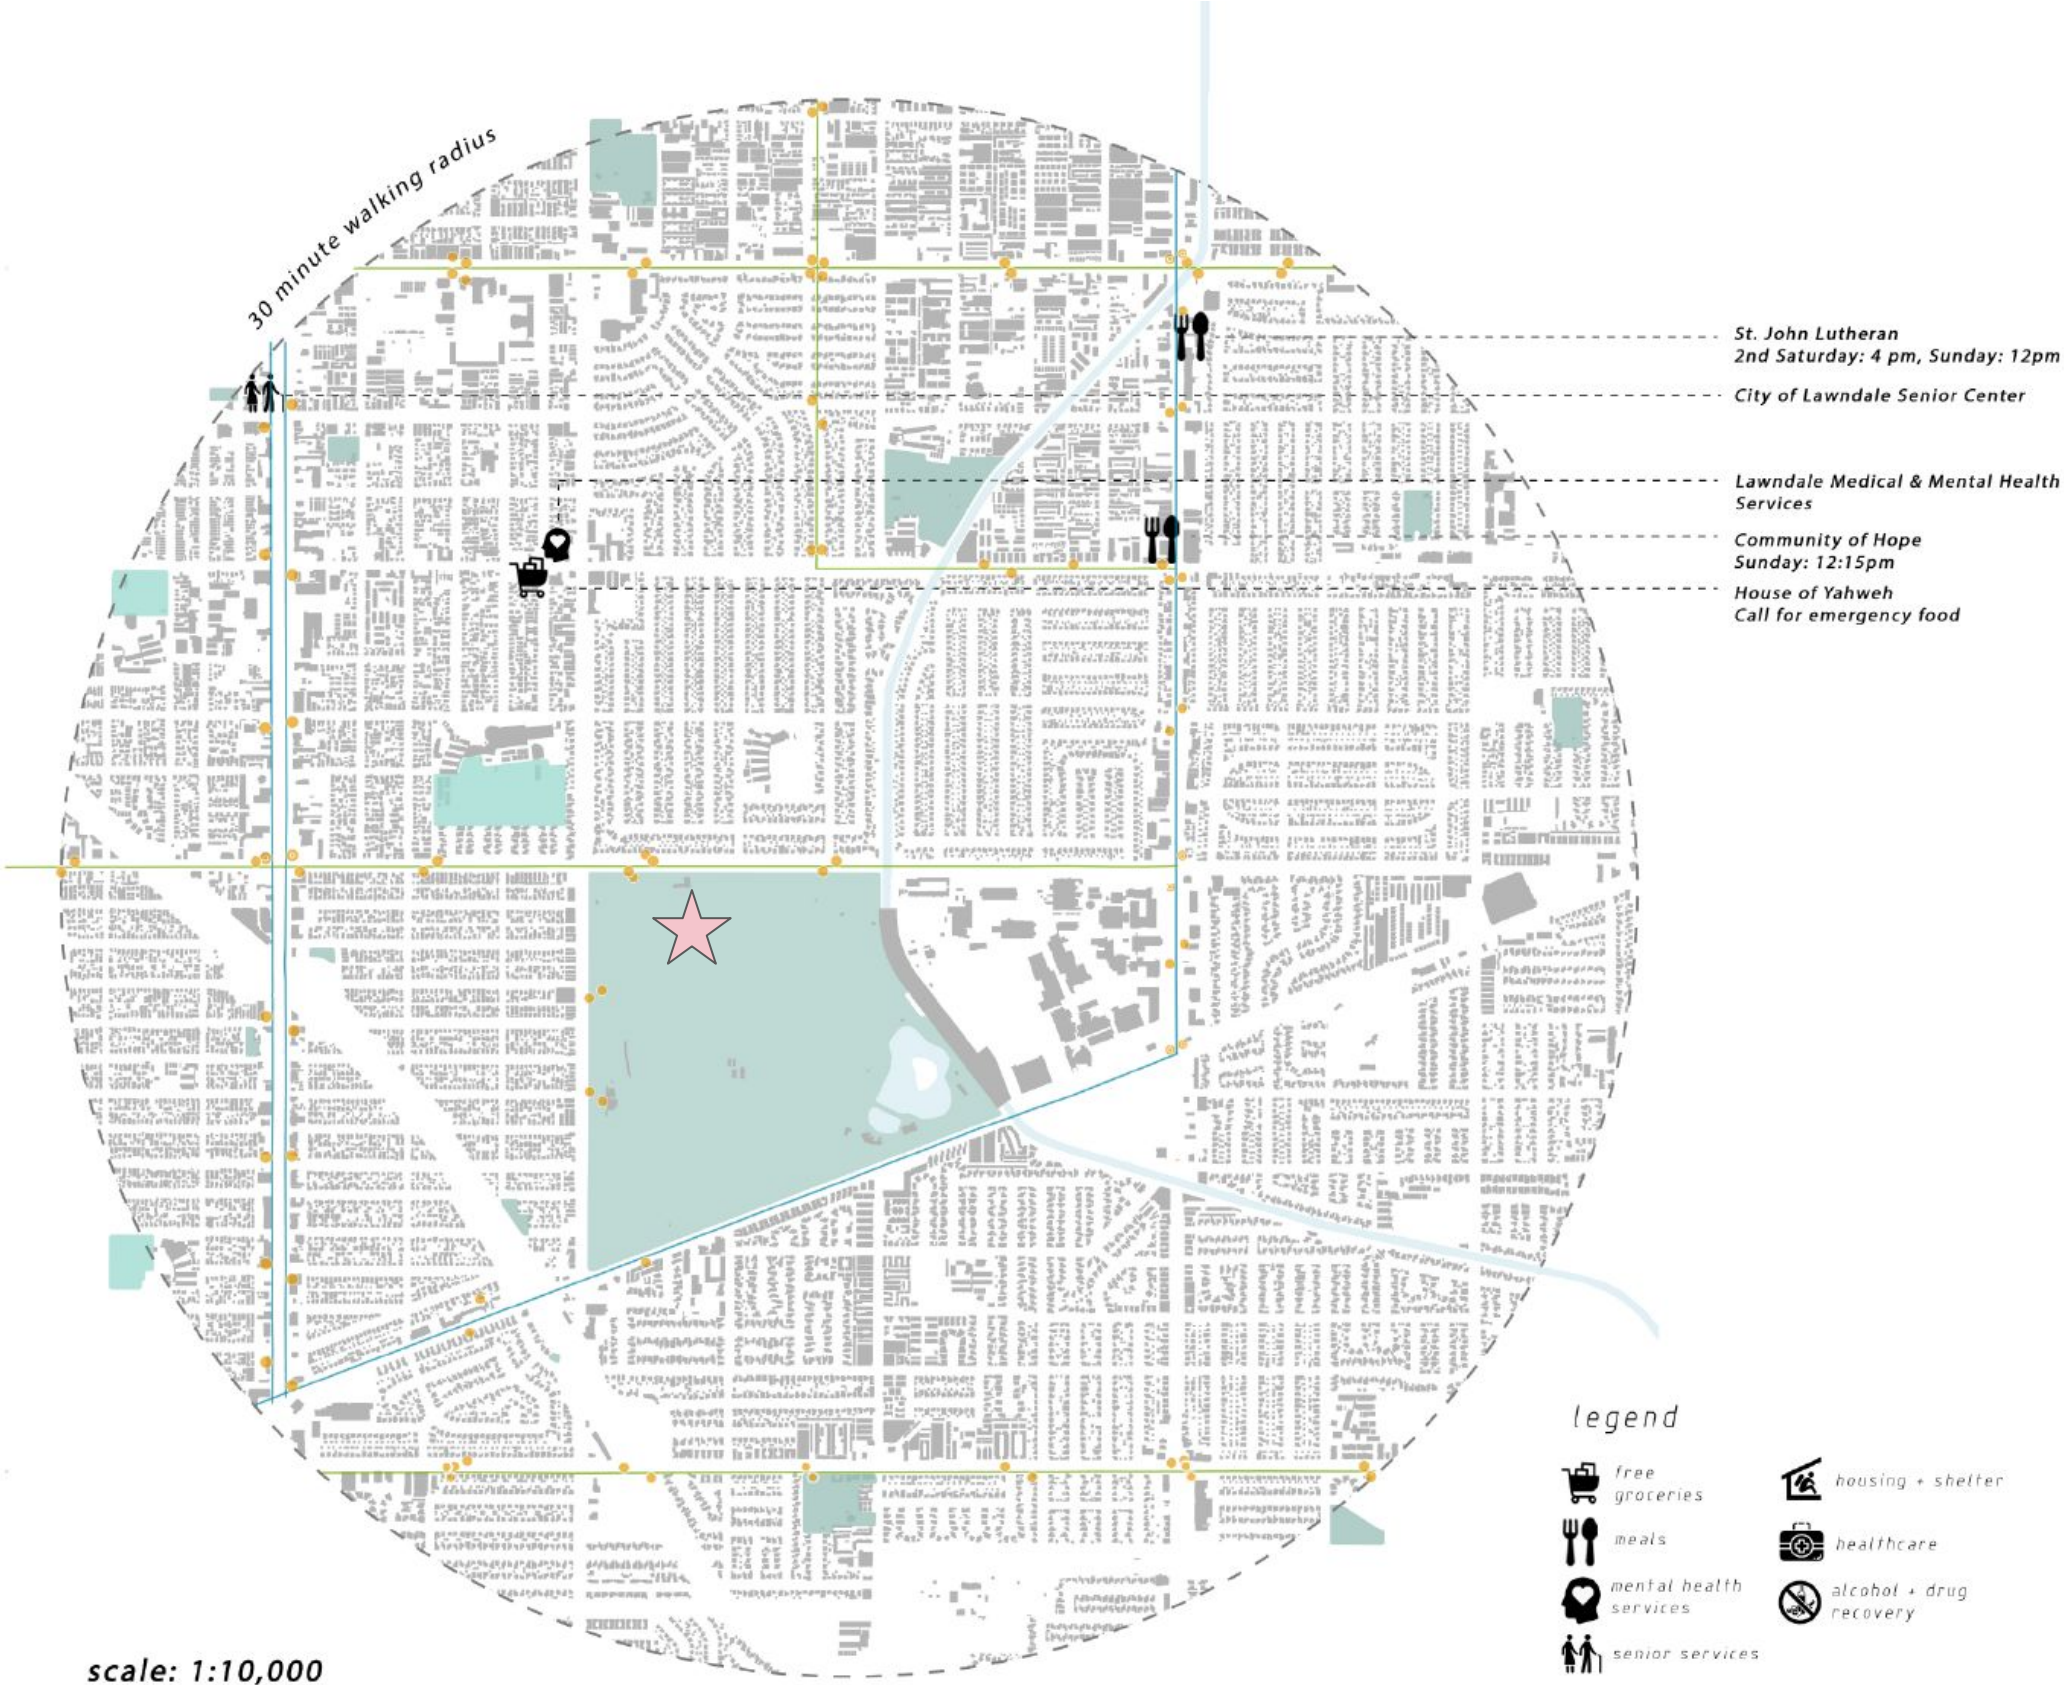 30 minute walking radius
St. John Lutheran
2nd Saturday: 4 pm, Sunday: 12pm
City of Lawndale Senior Center
Lawndale Medical & Mental Health
Services
Community of Hope
Sunday: 12:15pm
House of Yahweh
Call for emergency food
legend
free
groceries
meals
mental health
services
senior services
housing + shelter
healthcare
alcohol + drug
recovery
scale: 1:10,000